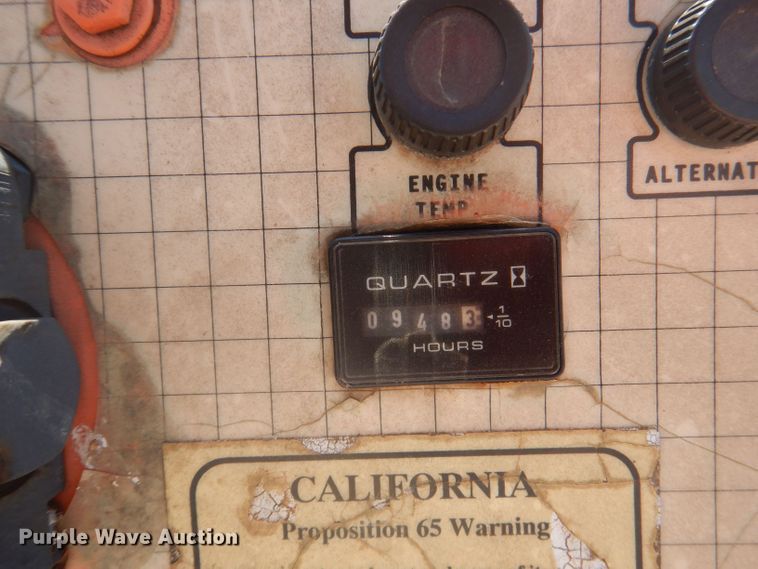 ENGINE
TEMP.
ALTERNAT
QUARTZ
09483 1/10
HOURS
CALIFORNIA
Proposition 65 Warning
Purple Wave Auction